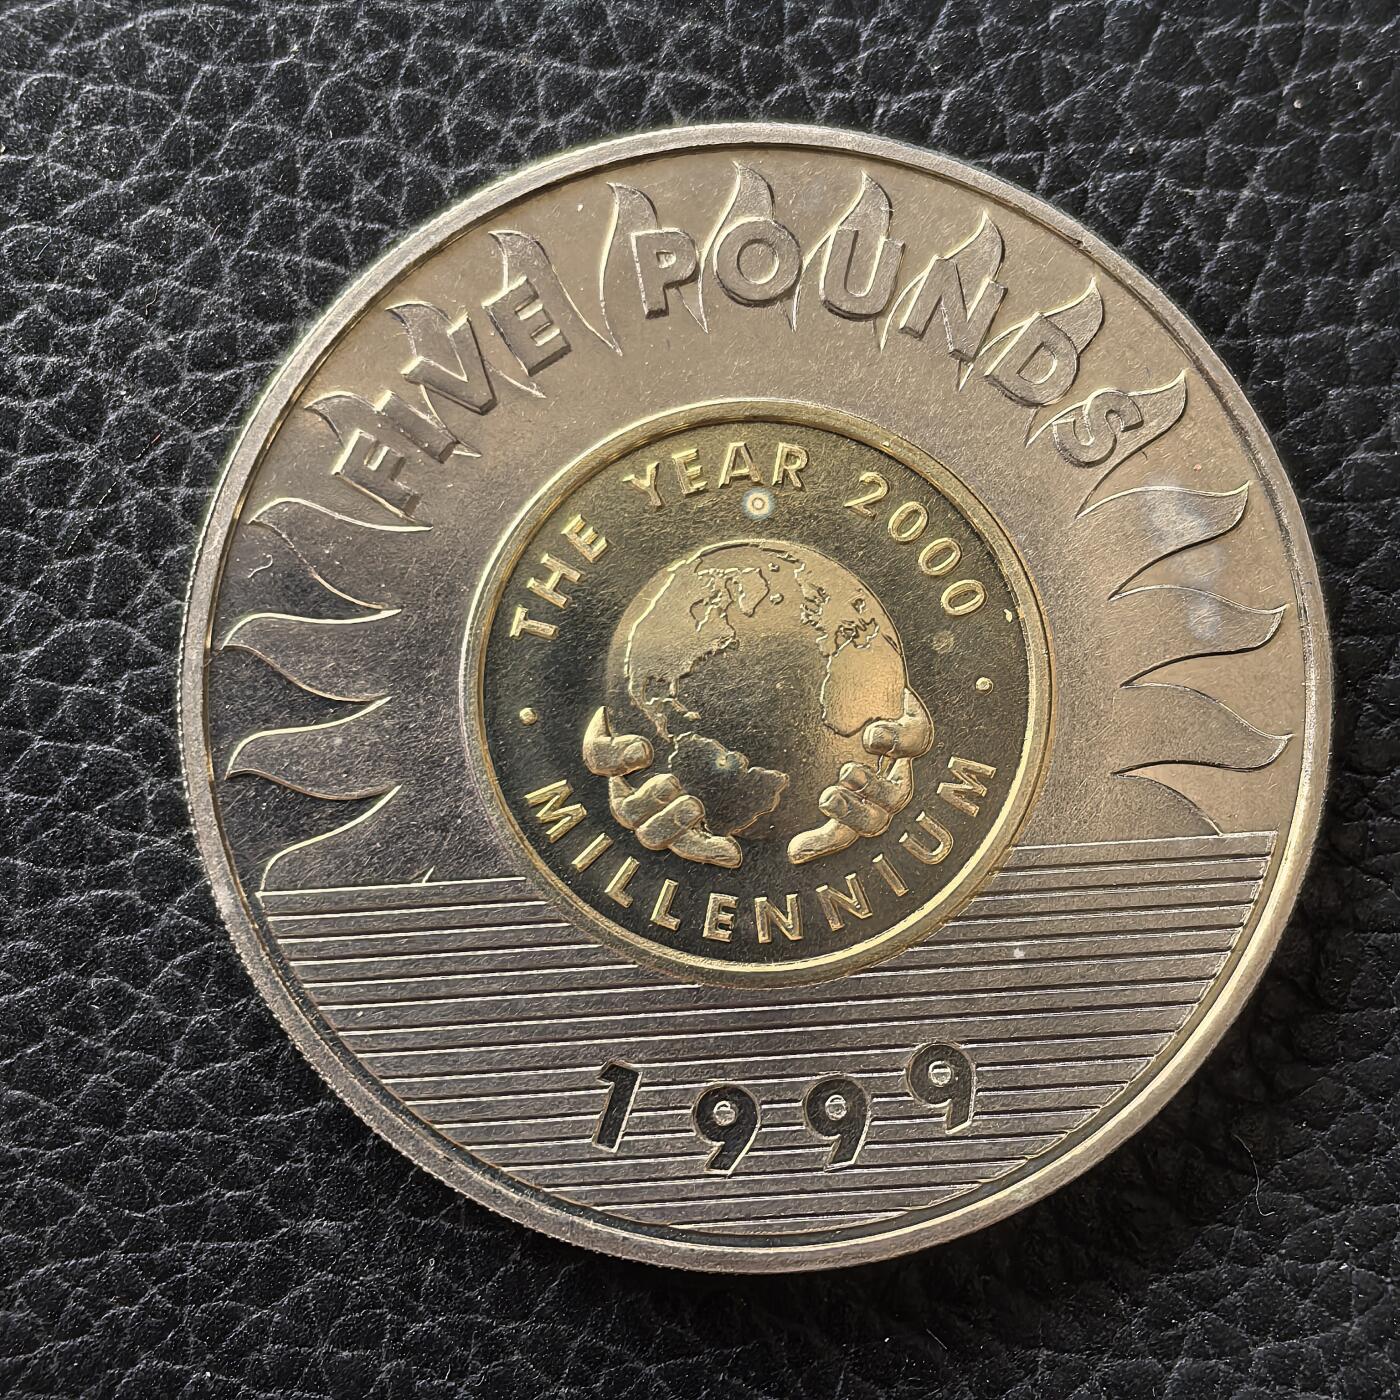 FIVE POUNDS
THE YEAR 2000
• MILLENNIUM •
1999